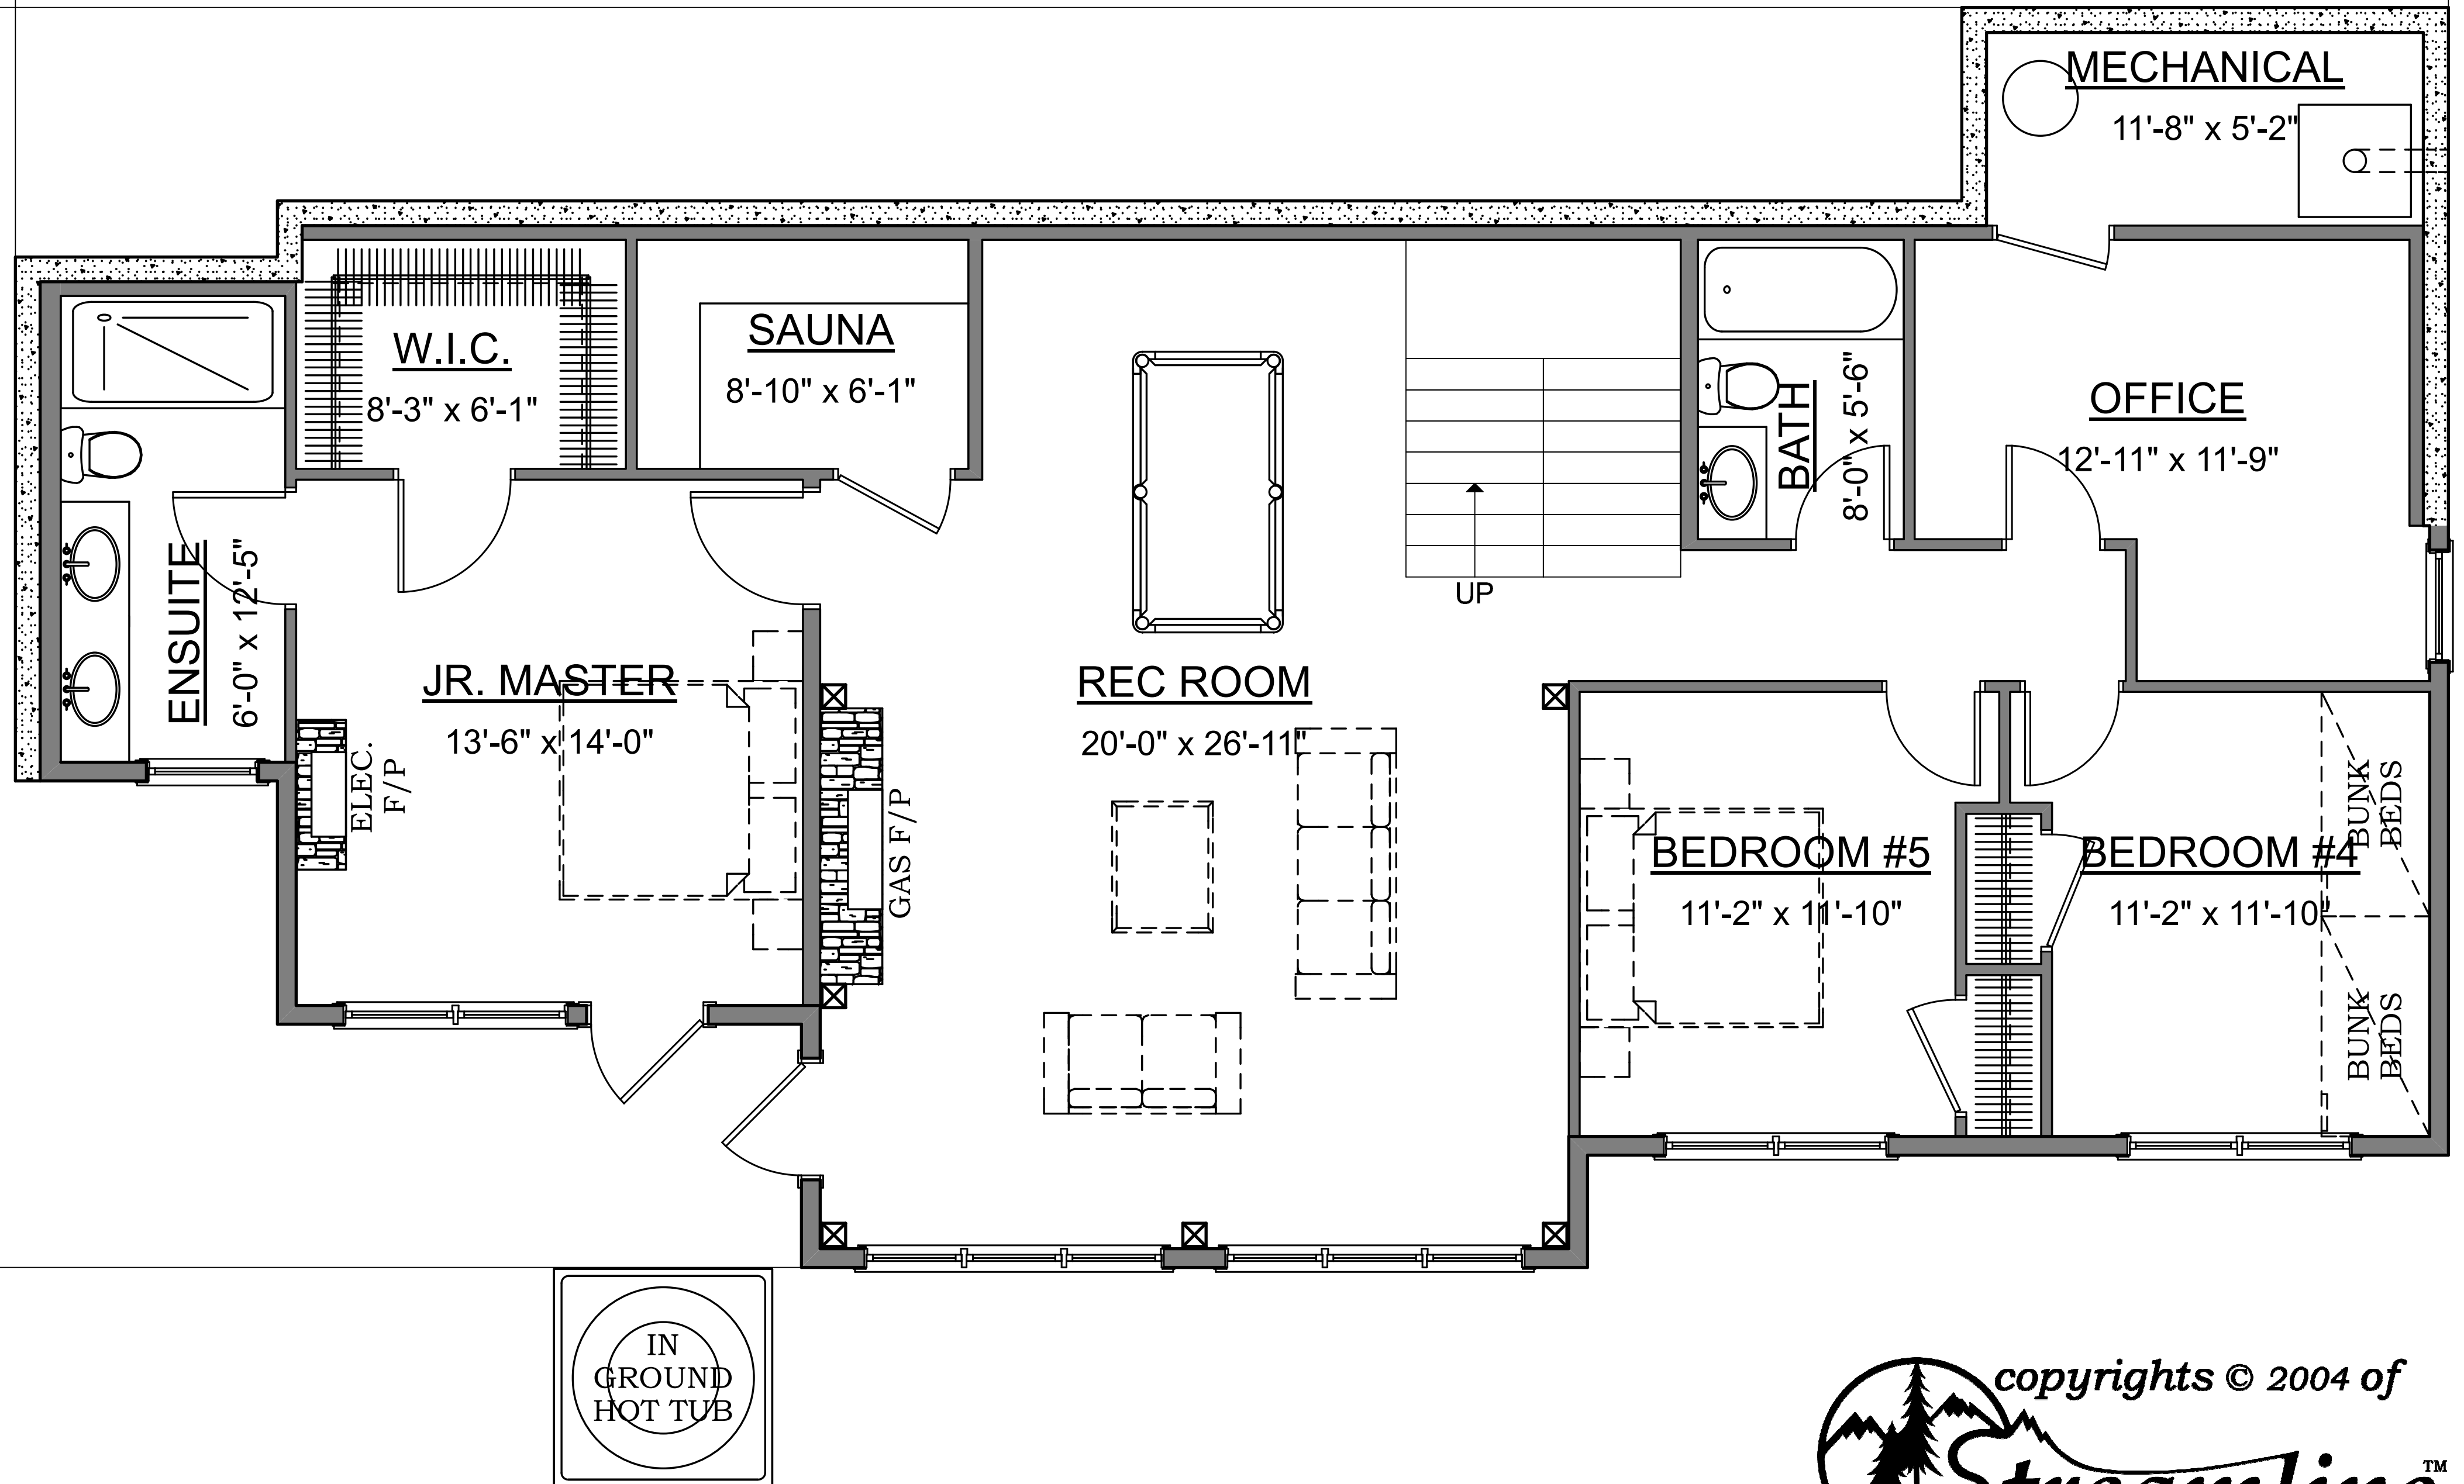 MECHANICAL
11'-8" x 5'-2"
W.I.C.
8'-3" x 6'-1"
SAUNA
8'-10" x 6'-1"
BATH
8'-0" x 5'-6"
OFFICE
12'-11" x 11'-9"
ENSUITE
6'-0" x 12'-5"
UP
JR. MASTER
13'-6" x 14'-0"
ELEC.
F/P
REC ROOM
20'-0" x 26'-11"
GAS F/P
BEDROOM #5
11'-2" x 11'-10"
BEDROOM #4
11'-2" x 11'-10"
BUNK
BEDS
BUNK
BEDS
IN
GROUND
HOT TUB
copyrights © 2004 of
Streamline™